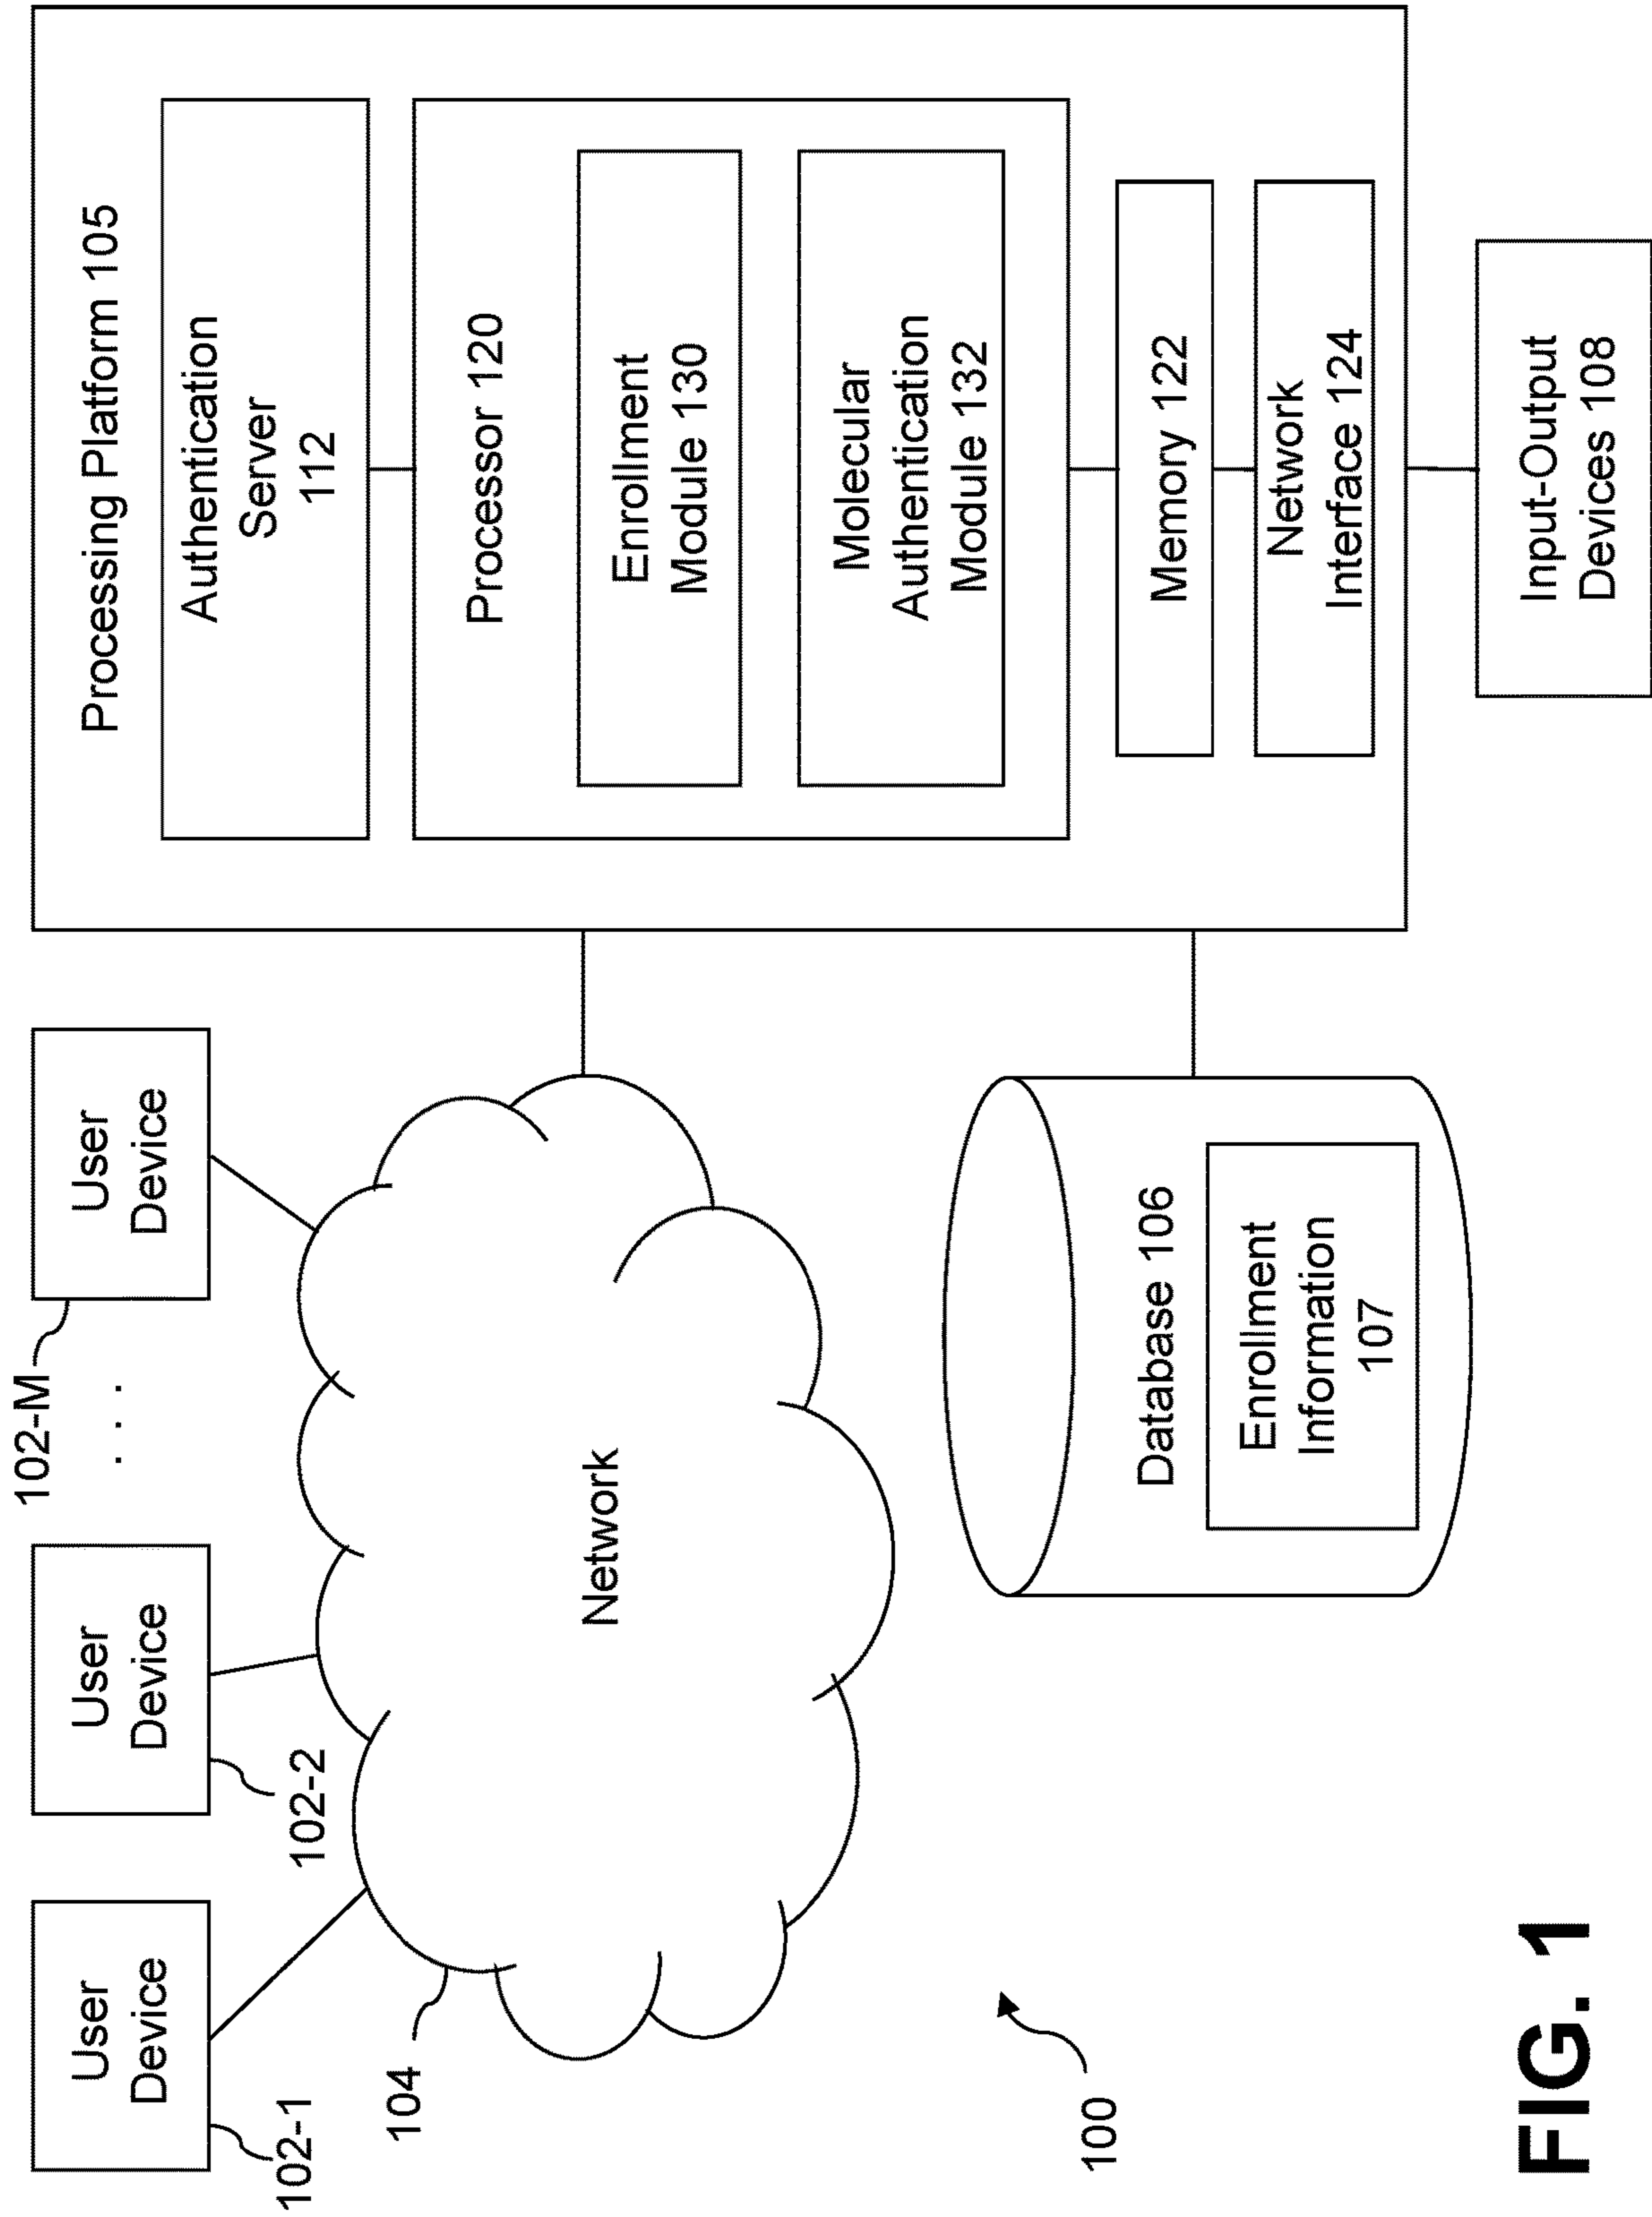 102-M
User
Device
User
Device
User
Device
. . .
102-1
102-2
104
Network
Processing Platform 105
Authentication
Server
112
Processor 120
Enrollment
Module 130
Molecular
Authentication
Module 132
Memory 122
Network
Interface 124
Database 106
Enrollment
Information
107
Input-Output
Devices 108
100
FIG. 1